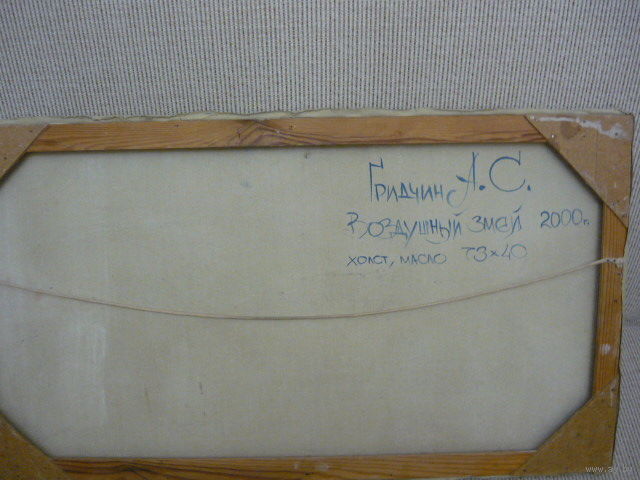 Гридчин А.С.
Воздушный змей 2000г.
холст, масло 73×40